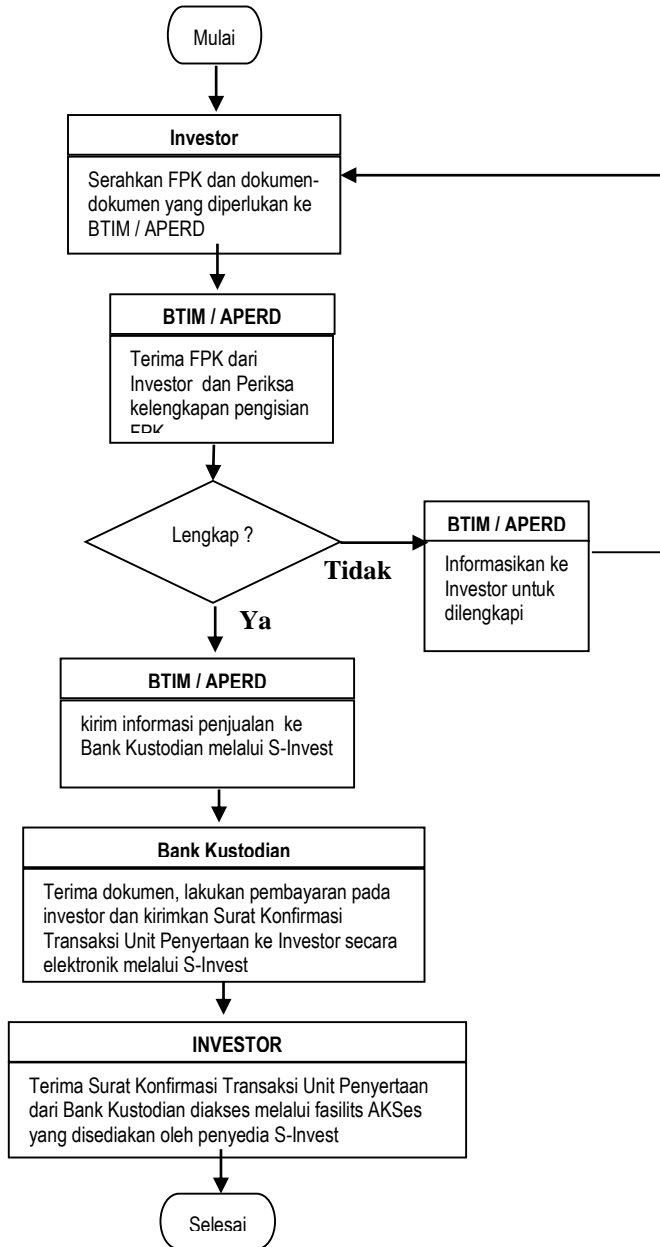 Mulai
Investor
Serahkan FPK dan dokumen-
dokumen yang diperlukan ke
BTIM / APERD
BTIM / APERD
Terima FPK dari
Investor dan Periksa
kelengkapan pengisian
FPK
Lengkap ?
Tidak
BTIM / APERD
Informasikan ke
Investor untuk
dilengkapi
Ya
BTIM / APERD
kirim informasi penjualan ke
Bank Kustodian melalui S-Invest
Bank Kustodian
Terima dokumen, lakukan pembayaran pada
investor dan kirimkan Surat Konfirmasi
Transaksi Unit Penyertaan ke Investor secara
elektronik melalui S-Invest
INVESTOR
Terima Surat Konfirmasi Transaksi Unit Penyertaan
dari Bank Kustodian diakses melalui fasilits AKSes
yang disediakan oleh penyedia S-Invest
Selesai